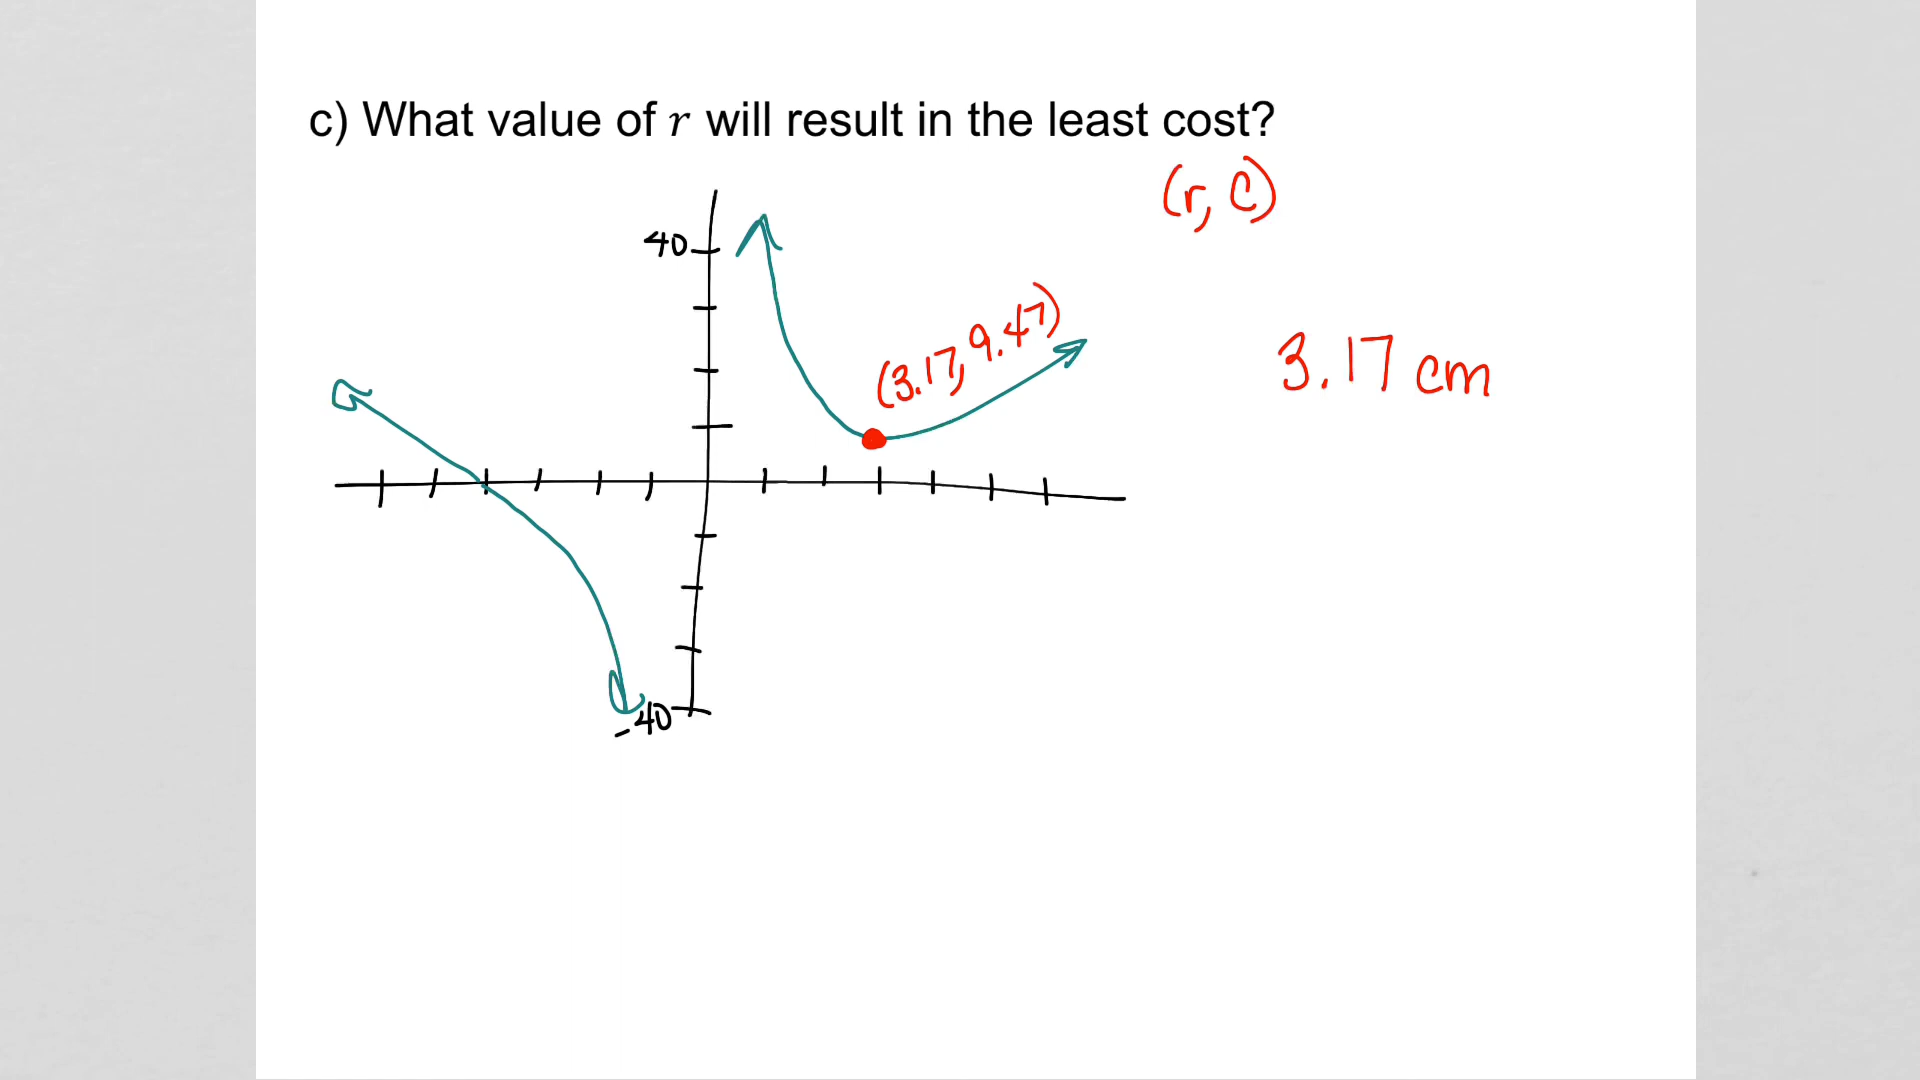 c) What value of r will result in the least cost?
(r, C)
40
(3.17, 9.47)
3.17 cm
-40